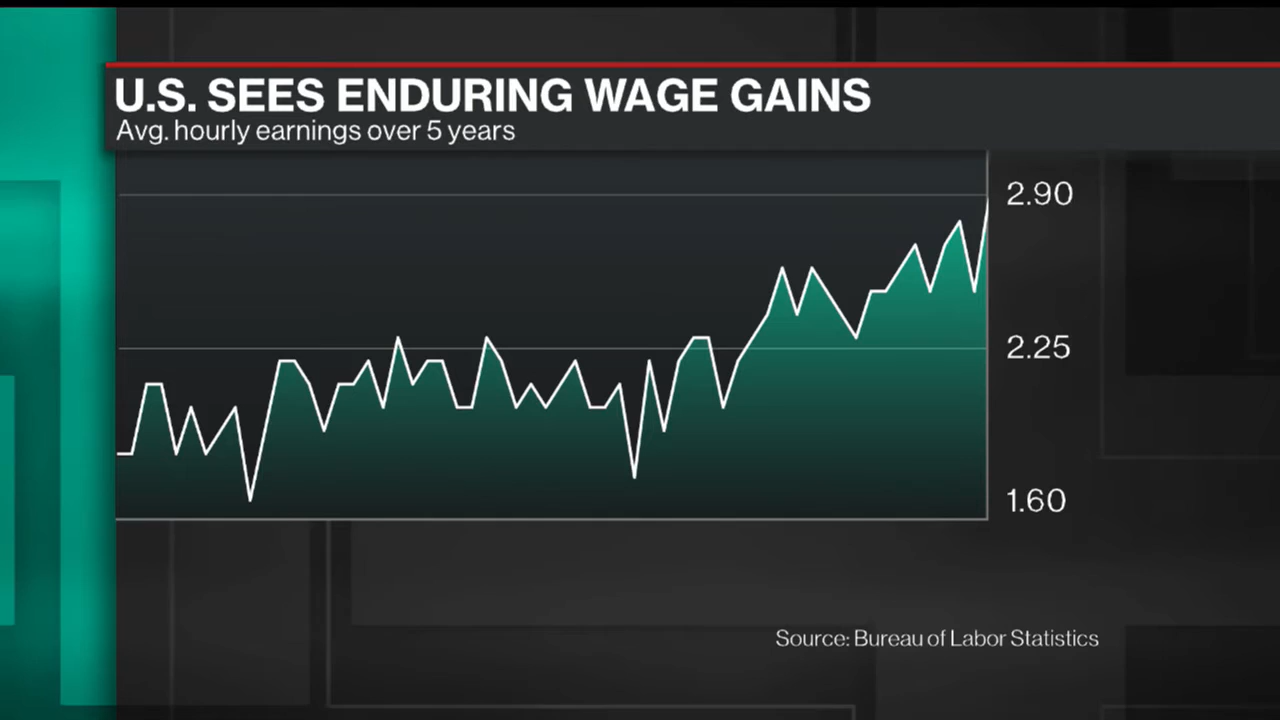 U.S. SEES ENDURING WAGE GAINS
Avg. hourly earnings over 5 years
2.90
2.25
1.60
Source: Bureau of Labor Statistics